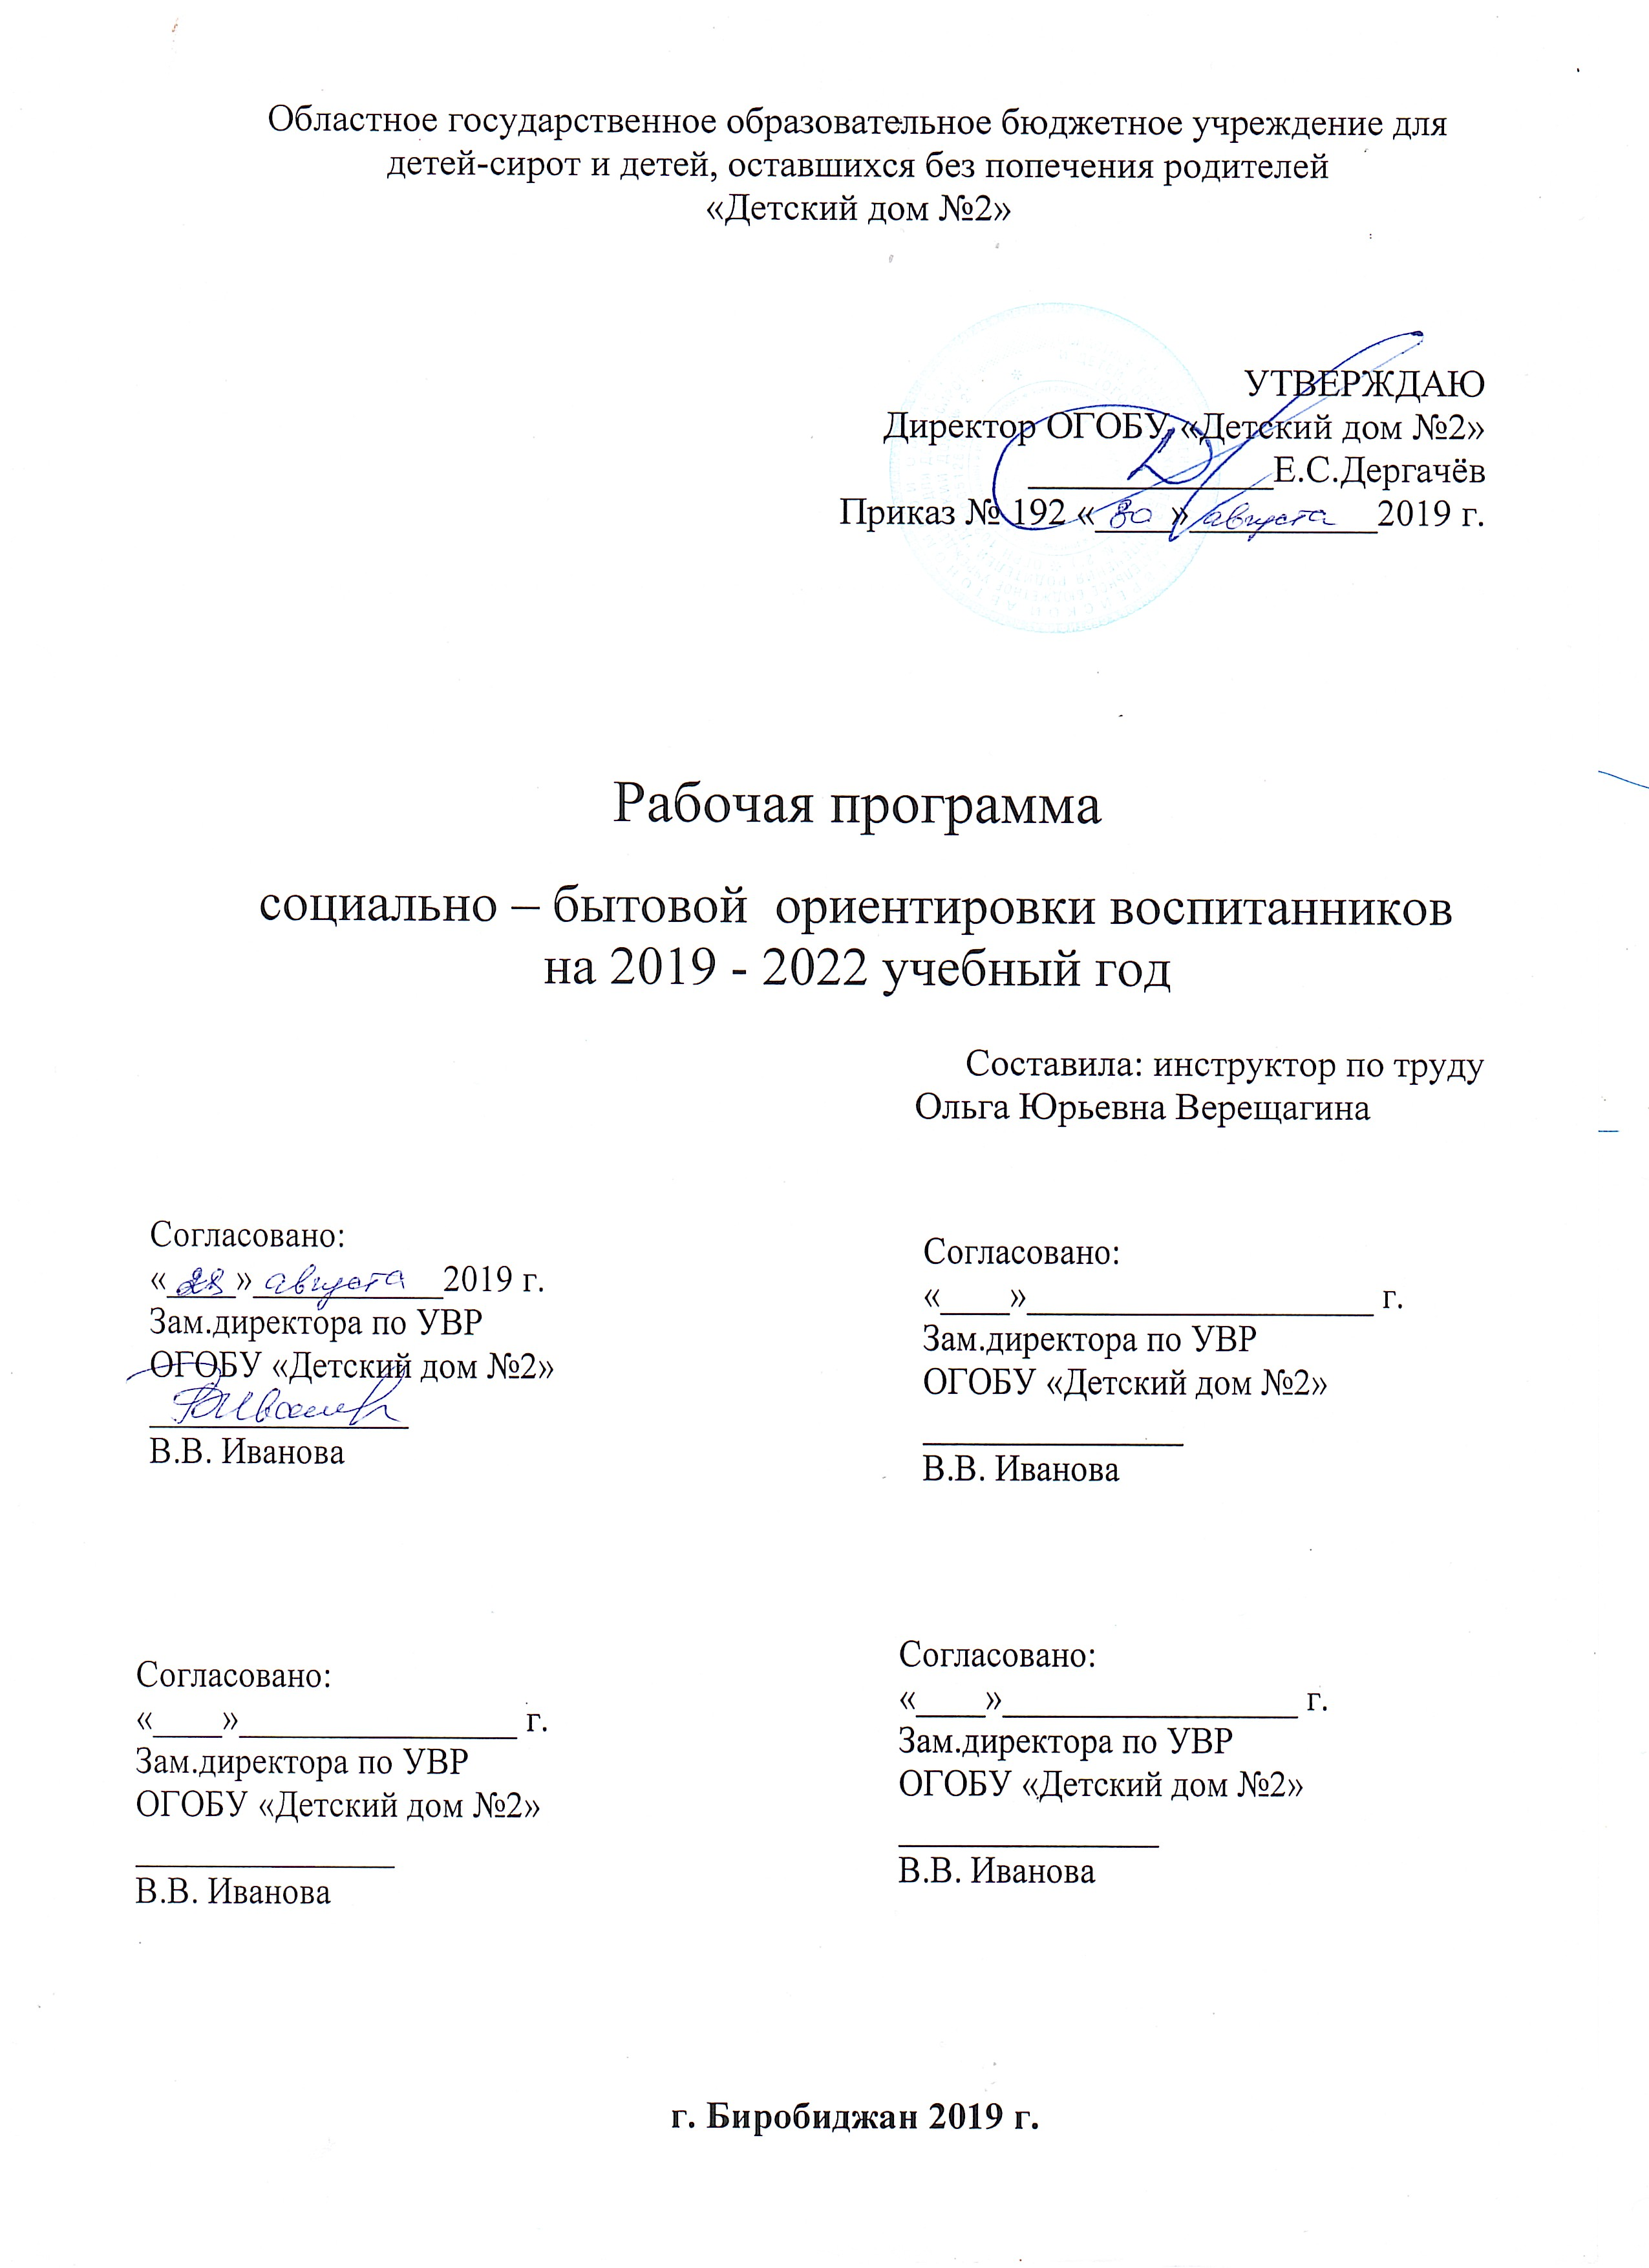 Областное государственное образовательное бюджетное учреждение для
детей-сирот и детей, оставшихся без попечения родителей
«Детский дом №2»
УТВЕРЖДАЮ
Директор ОГОБУ «Детский дом №2»
_____________Е.С.Дергачёв
Приказ № 192 «30» августа 2019 г.
Рабочая программа
социально – бытовой ориентировки воспитанников
на 2019 - 2022 учебный год
Составила: инструктор по труду
Ольга Юрьевна Верещагина
Согласовано:
«28» августа 2019 г.
Зам.директора по УВР
ОГОБУ «Детский дом №2»
______________
В.В. Иванова
Согласовано:
«____»____________________ г.
Зам.директора по УВР
ОГОБУ «Детский дом №2»
_______________
В.В. Иванова
Согласовано:
«____»________________ г.
Зам.директора по УВР
ОГОБУ «Детский дом №2»
_______________
В.В. Иванова
Согласовано:
«____»_________________ г.
Зам.директора по УВР
ОГОБУ «Детский дом №2»
_______________
В.В. Иванова
г. Биробиджан 2019 г.